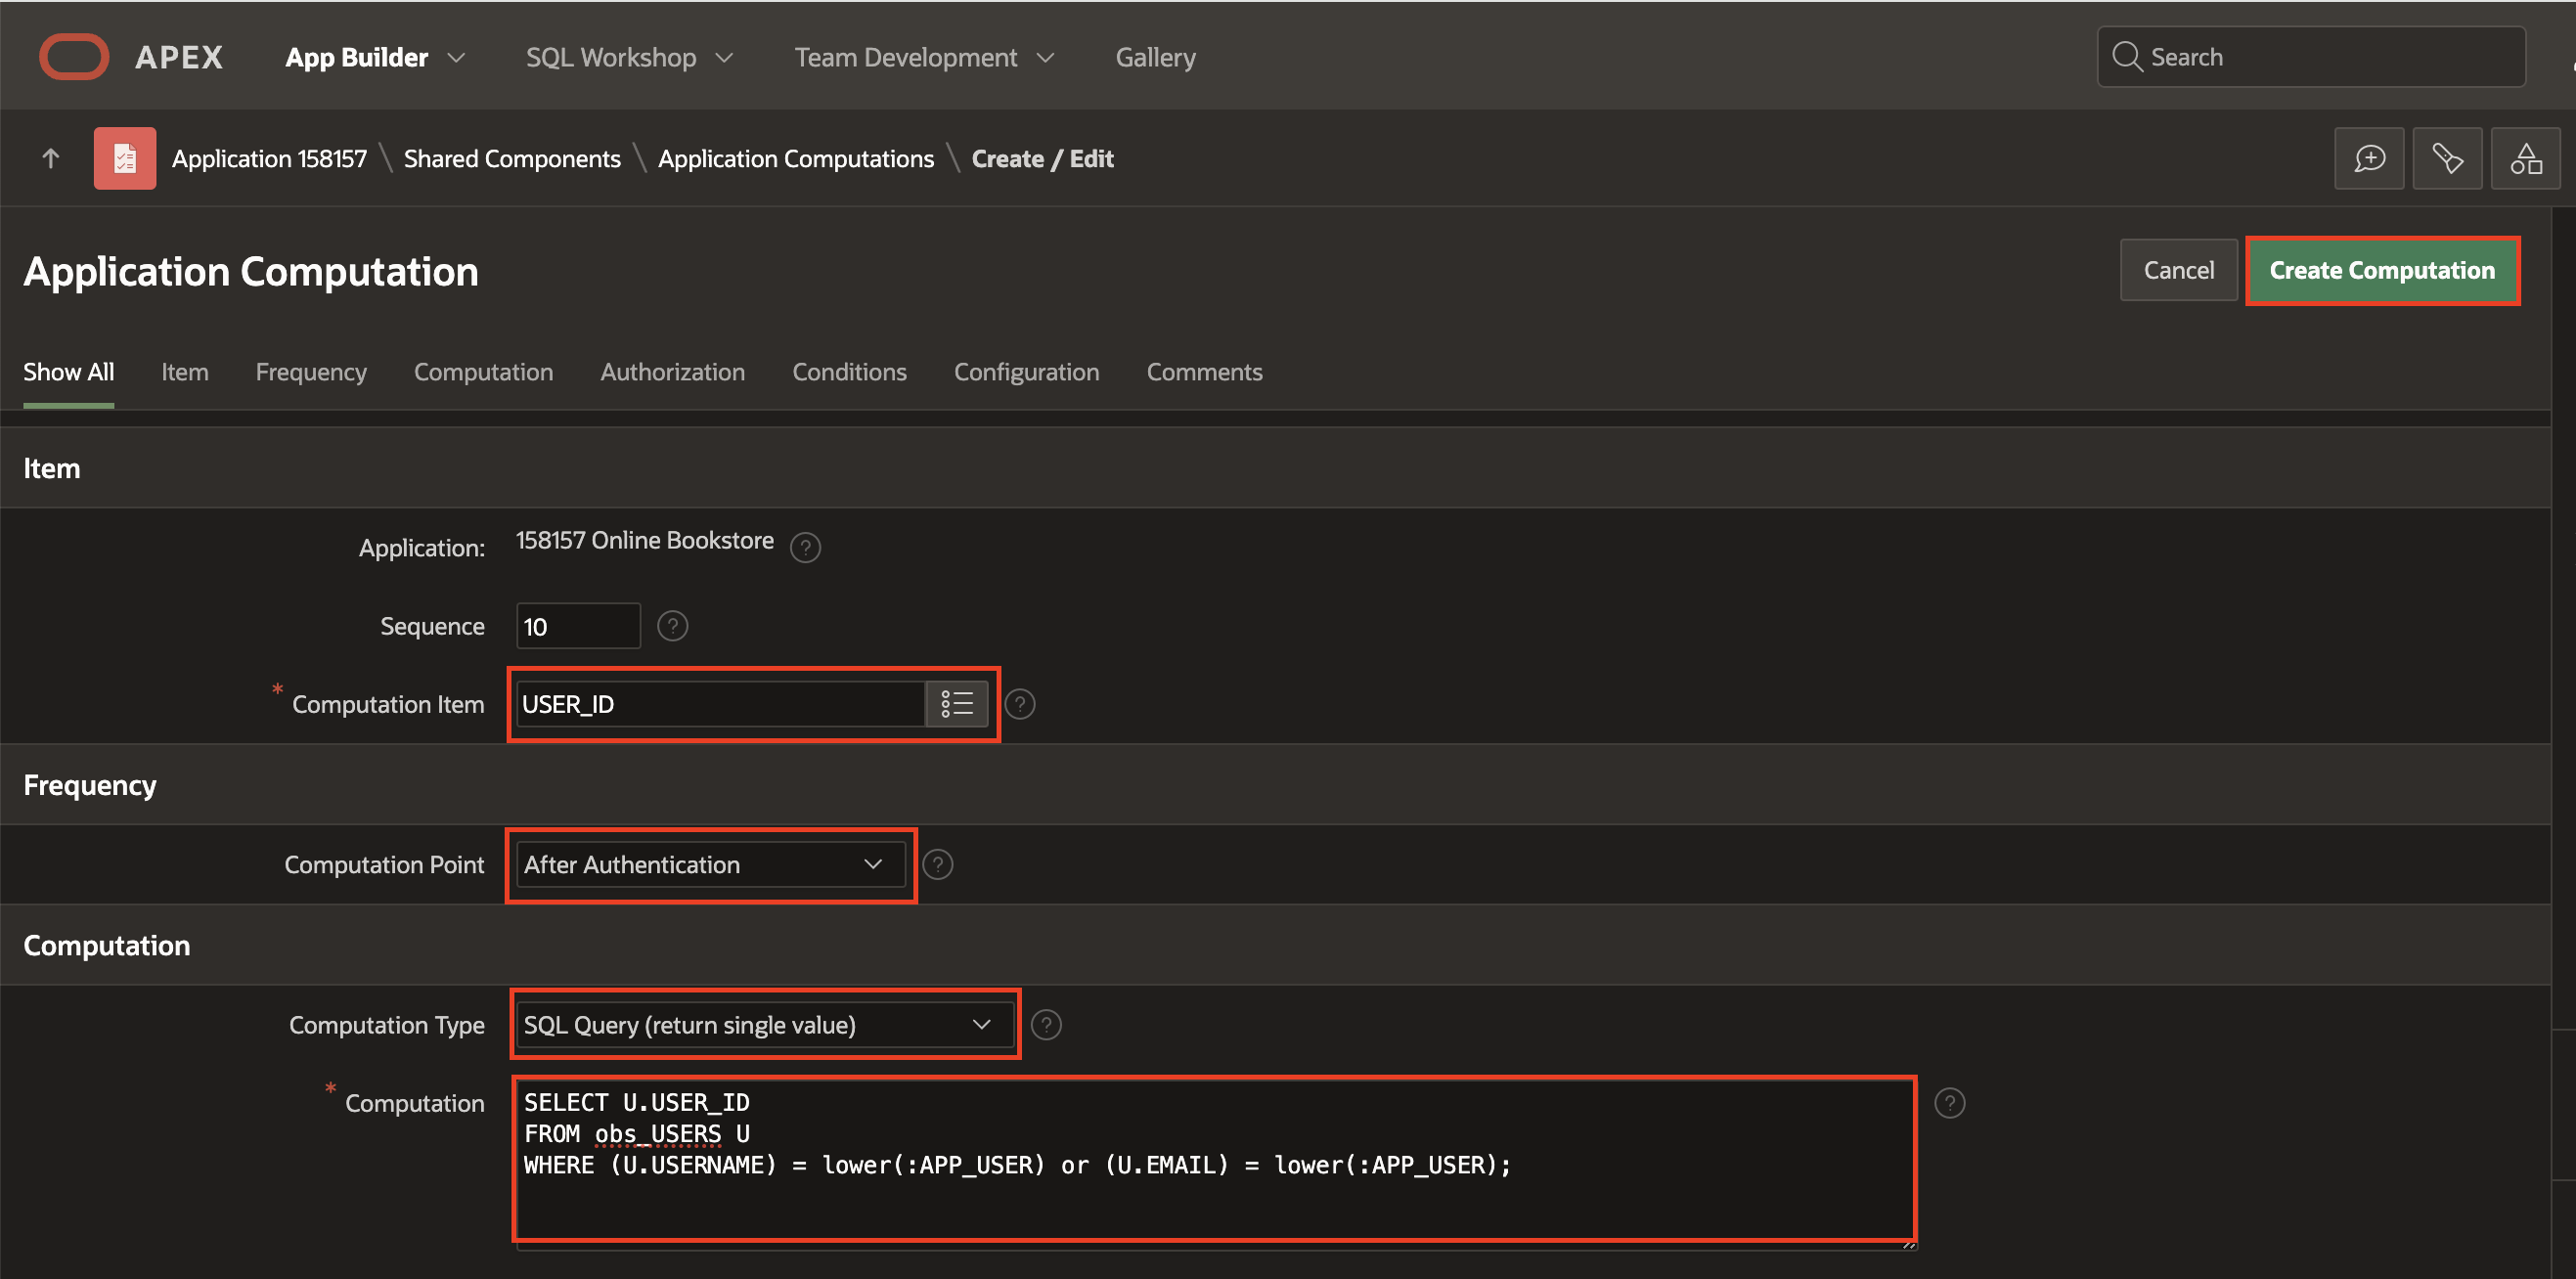 APEX App Builder SQL Workshop Team Development Gallery Search
Application 158157 \ Shared Components \ Application Computations \ Create / Edit
Application Computation Cancel Create Computation
Show All Item Frequency Computation Authorization Conditions Configuration Comments
Item
Application: 158157 Online Bookstore ?
Sequence 10 ?
* Computation Item USER_ID ?
Frequency
Computation Point After Authentication ?
Computation
Computation Type SQL Query (return single value) ?
* Computation SELECT U.USER_ID ?
FROM obs_USERS U
WHERE (U.USERNAME) = lower(:APP_USER) or (U.EMAIL) = lower(:APP_USER);